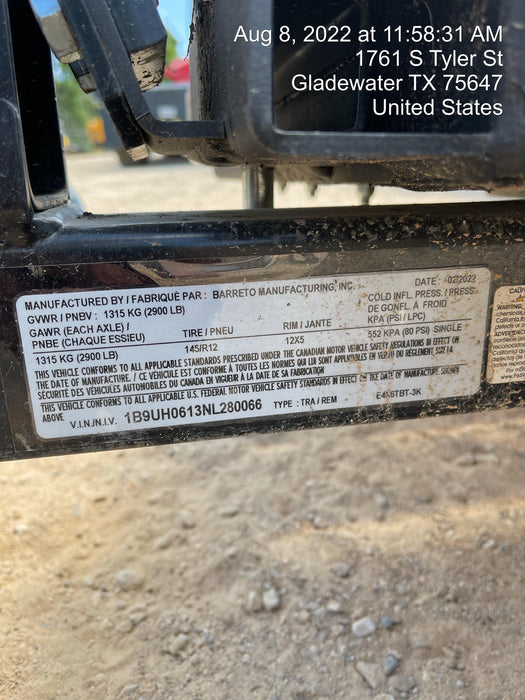 Aug 8, 2022 at 11:58:31 AM
1761 S Tyler St
Gladewater TX 75647
United States
MANUFACTURED BY / FABRIQUÉ PAR : BARRETO MANUFACTURING, INC. DATE : 02/2022
GVWR / PNBV : 1315 KG (2900 LB) COLD INFL. PRESS. / PRESS.
GAWR (EACH AXLE) / DE GONFL. À FROID
PNBE (CHAQUE ESSIEU) TIRE / PNEU RIM / JANTE KPA (PSI / LPC)
1315 KG (2900 LB) 145/R12 12X5 552 KPA (80 PSI) SINGLE
THIS VEHICLE CONFORMS TO ALL APPLICABLE STANDARDS PRESCRIBED UNDER THE CANADIAN MOTOR VEHICLE SAFETY REGULATIONS IN EFFECT
ON THE DATE OF MANUFACTURE / CE VÉHICULE EST CONFORME À TOUTES LES NORMES QUI LUI SONT APPLICABLES EN VERTU DU RÈGLEMENT SUR LA
SÉCURITÉ DES VÉHICULES AUTOMOBILES DU CANADA EN VIGUEUR À LA DATE DE SA FABRICATION
THIS VEHICLE CONFORMS TO ALL APPLICABLE U.S. FEDERAL MOTOR VEHICLE SAFETY STANDARDS IN EFFECT ON THE DATE OF MANUFACTURE SHOWN
ABOVE
V.I.N./N.I.V. 1B9UH0613NL280066 TYPE : TRA / REM E4X6TBT-3K